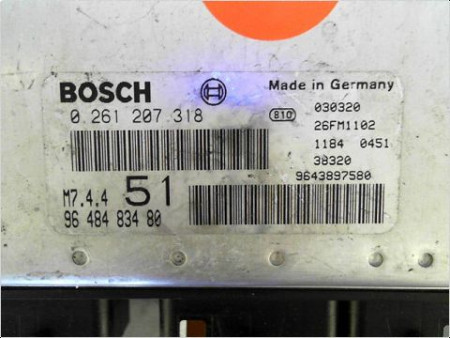 BOSCH
Made in Germany
0 261 207 318
810
030320
26FM1102
1184 0451
38320
9643897580
M7.4.4 51
96 484 834 80